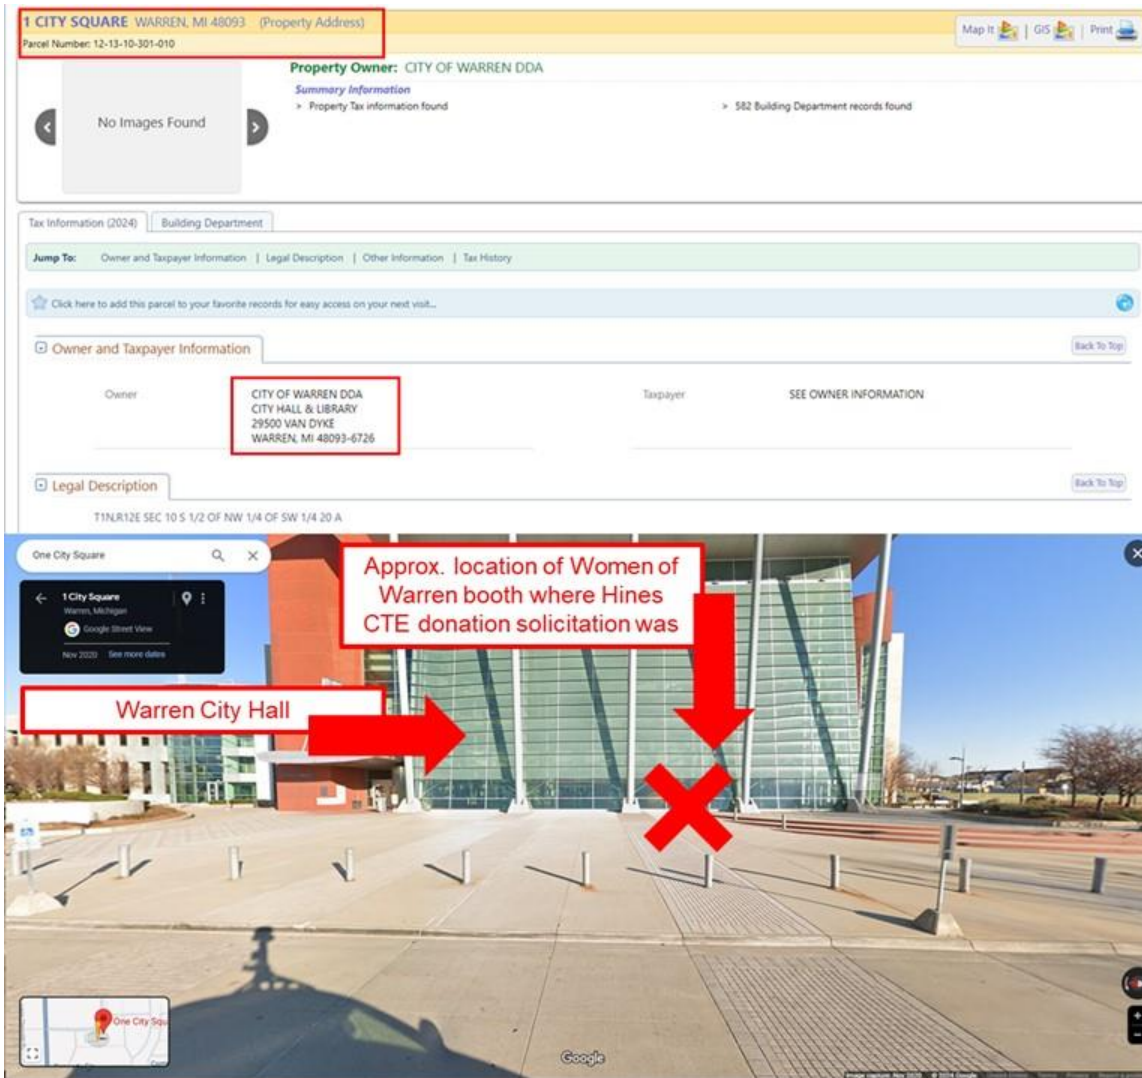 1 CITY SQUARE WARREN, MI 48093 (Property Address)
Parcel Number: 12-13-10-301-010
Map It | GIS | Print
No Images Found
Property Owner: CITY OF WARREN DDA
Summary Information
> Property Tax information found
> 582 Building Department records found
Tax Information (2024)
Building Department
Jump To: Owner and Taxpayer Information | Legal Description | Other Information | Tax History
Click here to add this parcel to your favorite records for easy access on your next visit...
Owner and Taxpayer Information
Back To Top
Owner
CITY OF WARREN DDA
CITY HALL & LIBRARY
29500 VAN DYKE
WARREN, MI 48093-6726
Taxpayer
SEE OWNER INFORMATION
Legal Description
Back To Top
T1N,R12E SEC 10 S 1/2 OF NW 1/4 OF SW 1/4 20 A
One City Square
1 City Square
Warren, Michigan
Google Street View
Nov 2020 See more dates
Approx. location of Women of
Warren booth where Hines
CTE donation solicitation was
Warren City Hall
One City Squ
Google
Image capture: Nov 2020 © 2024 Google Terms Privacy